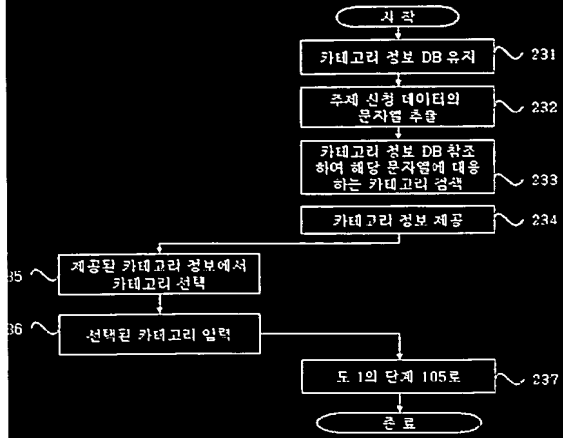 시 작
카테고리 정보 DB 유지
231
주제 신청 데이터의
문자열 추출
232
카테고리 정보 DB 참조
하여 해당 문자열에 대응
하는 카테고리 검색
233
카테고리 정보 제공
234
제공된 카테고리 정보에서
카테고리 선택
35
선택된 카테고리 입력
36
도 1의 단계 105로
237
종 료